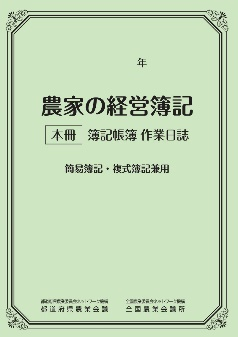 年
農家の経営簿記
本冊 簿記帳簿 作業日誌
簡易簿記・複式簿記兼用
都道府県農業会議 全国農業会議所